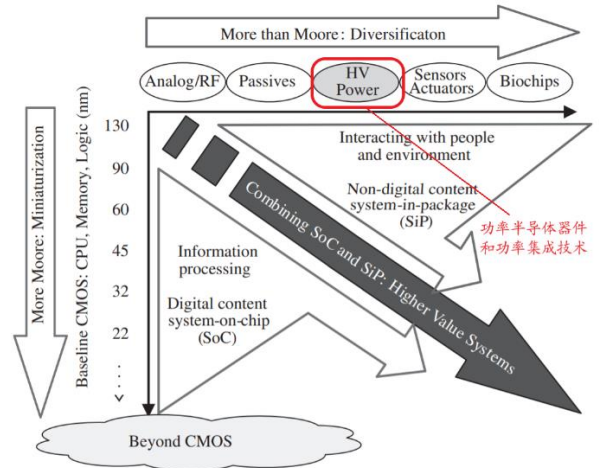 More than Moore: Diversificaton
Analog/RF
Passives
HV
Power
Sensors
Actuators
Biochips
More Moore: Miniaturization
Baseline CMOS: CPU, Memory, Logic (nm)
130
90
60
45
32
22
Interacting with people
and environment
Non-digital content
system-in-package
(SiP)
功率半导体器件
和功率集成技术
Combining SoC and SiP: Higher Value Systems
Information
processing
Digital content
system-on-chip
(SoC)
Beyond CMOS